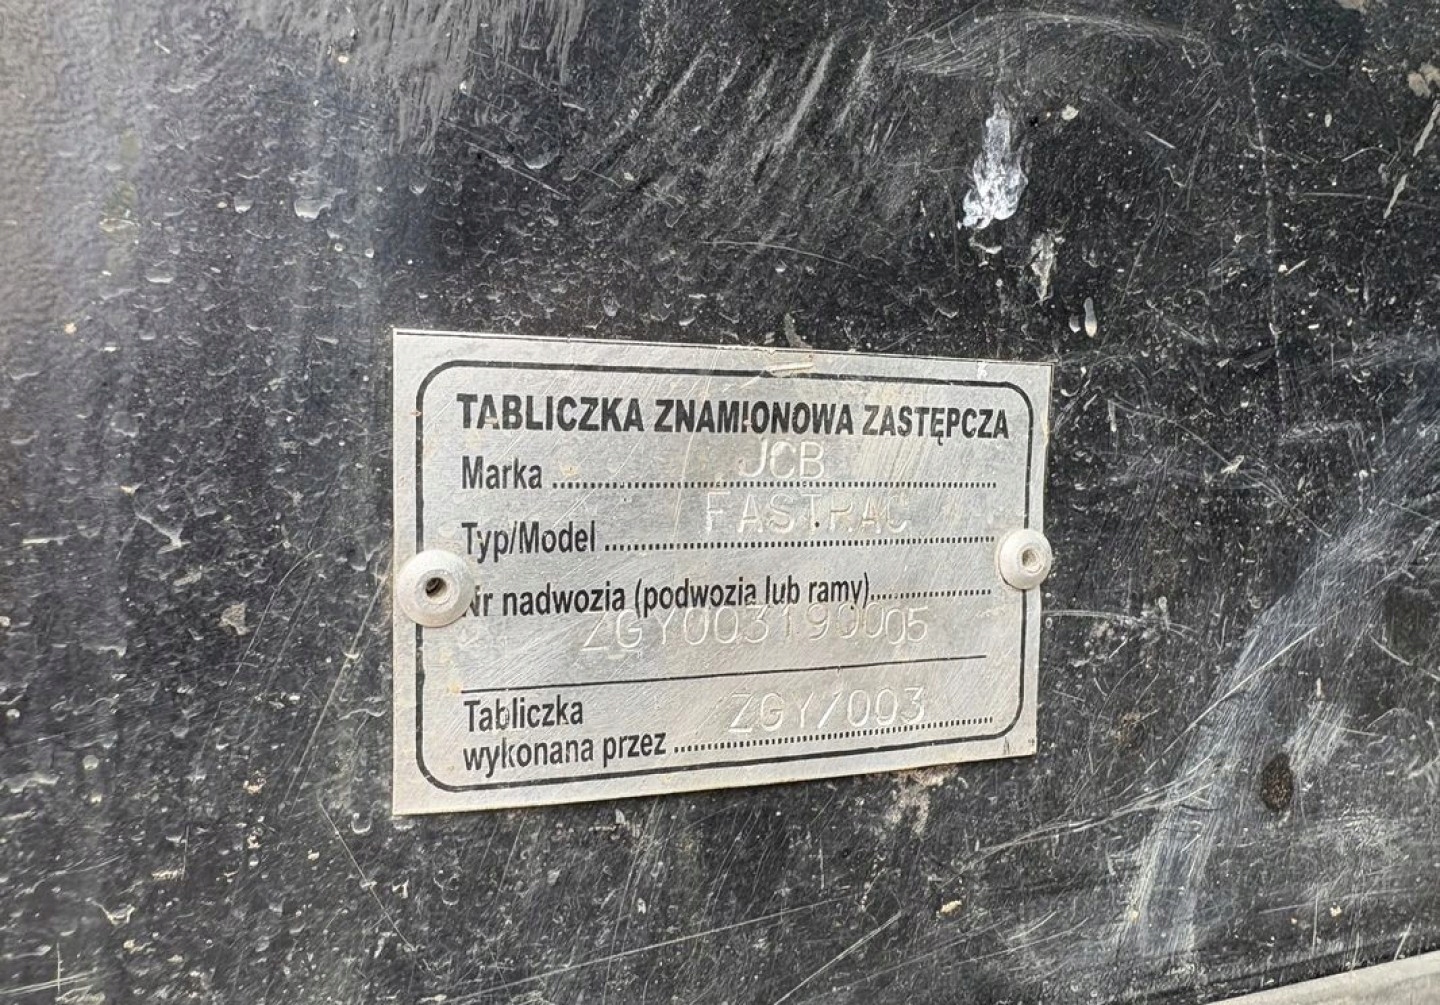 TABLICZKA ZNAMIONOWA ZASTĘPCZA
Marka JCB
Typ/Model FASTRAC
Nr nadwozia (podwozia lub ramy)
ZGY003190005
Tabliczka
wykonana przez ZGY/003